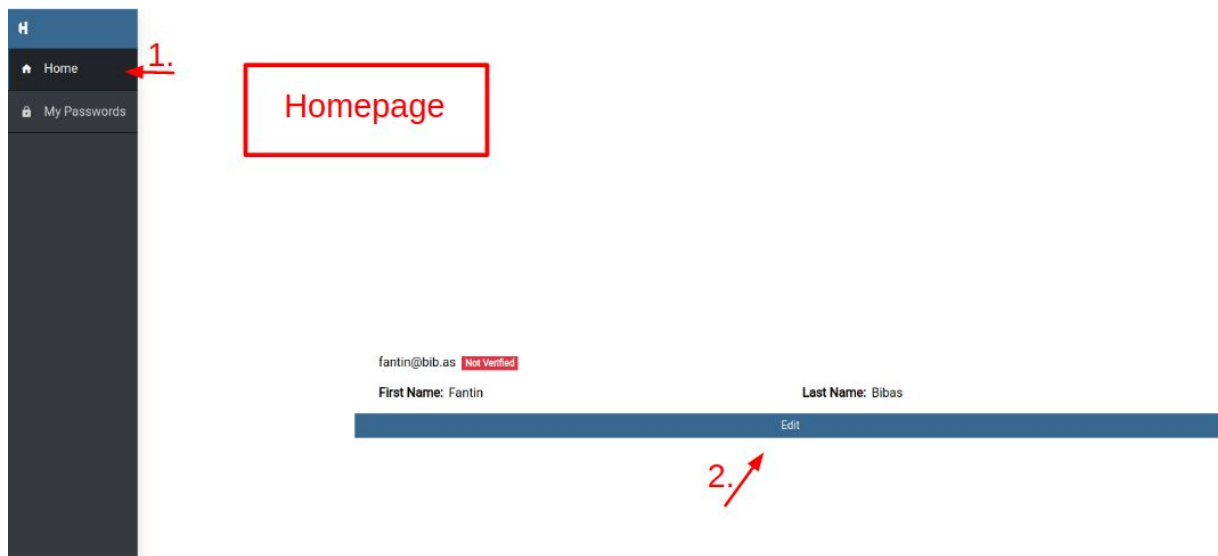 H
Home
1.
My Passwords
Homepage
fantin@bib.as Not Verified
First Name: Fantin Last Name: Bibas
Edit
2.